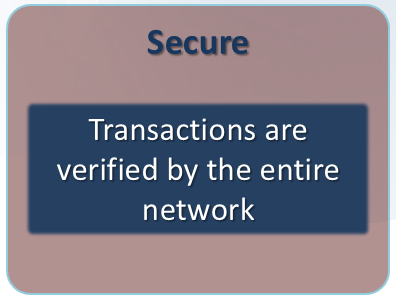 Secure
Transactions are
verified by the entire
network